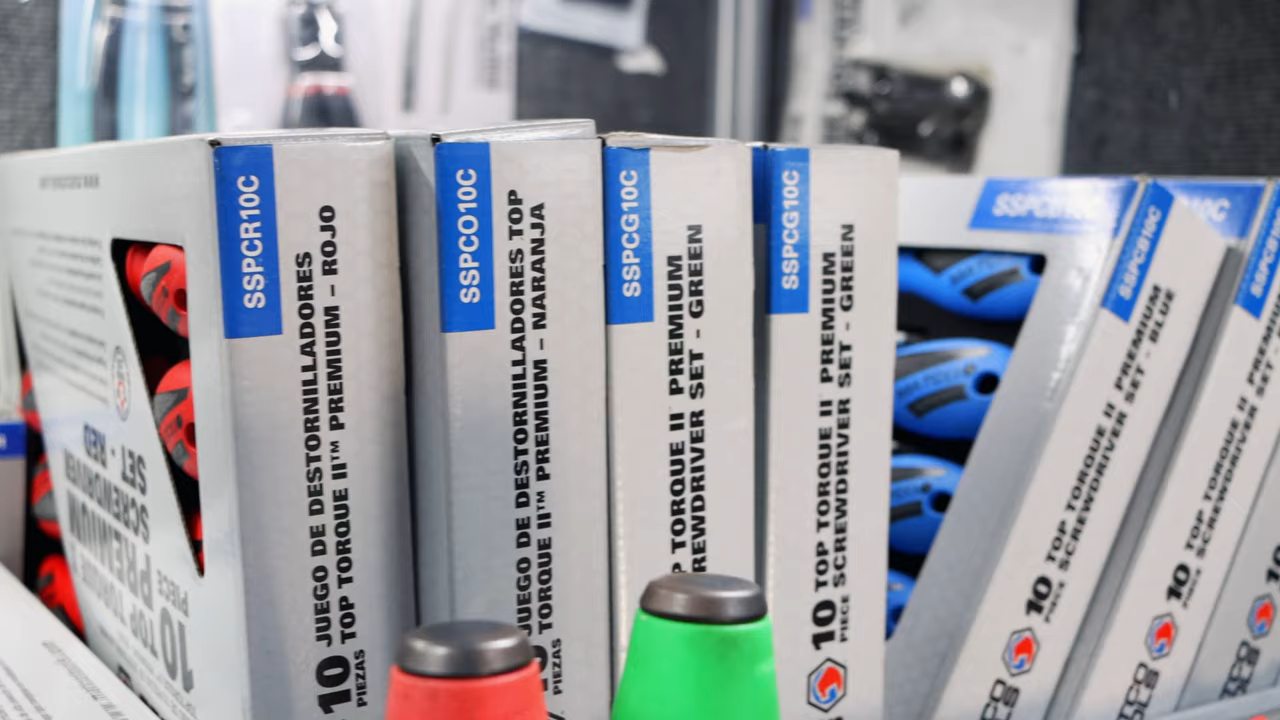 SSPCR10C
10 JUEGO DE DESTORNILLADORES
PIEZAS TOP TORQUE II™ PREMIUM – ROJO
10 TOP
PIECE PREMIUM
SCREWDRIVER
SET · RED
SSPCO10C
JUEGO DE DESTORNILLADORES TOP
PIEZAS TORQUE II™ PREMIUM – NARANJA
SSPCG10C
TORQUE II PREMIUM
SET - GREEN
SSPCG10C
10 TOP TORQUE II PREMIUM
PIECE SCREWDRIVER SET - GREEN
SSPCB10C
10 TOP TORQUE II PREMIUM
PIECE SCREWDRIVER SET - BLUE
SSPCB10C
10 TOP TORQUE II PREMIUM
PIECE SCREWDRIVER SET
10